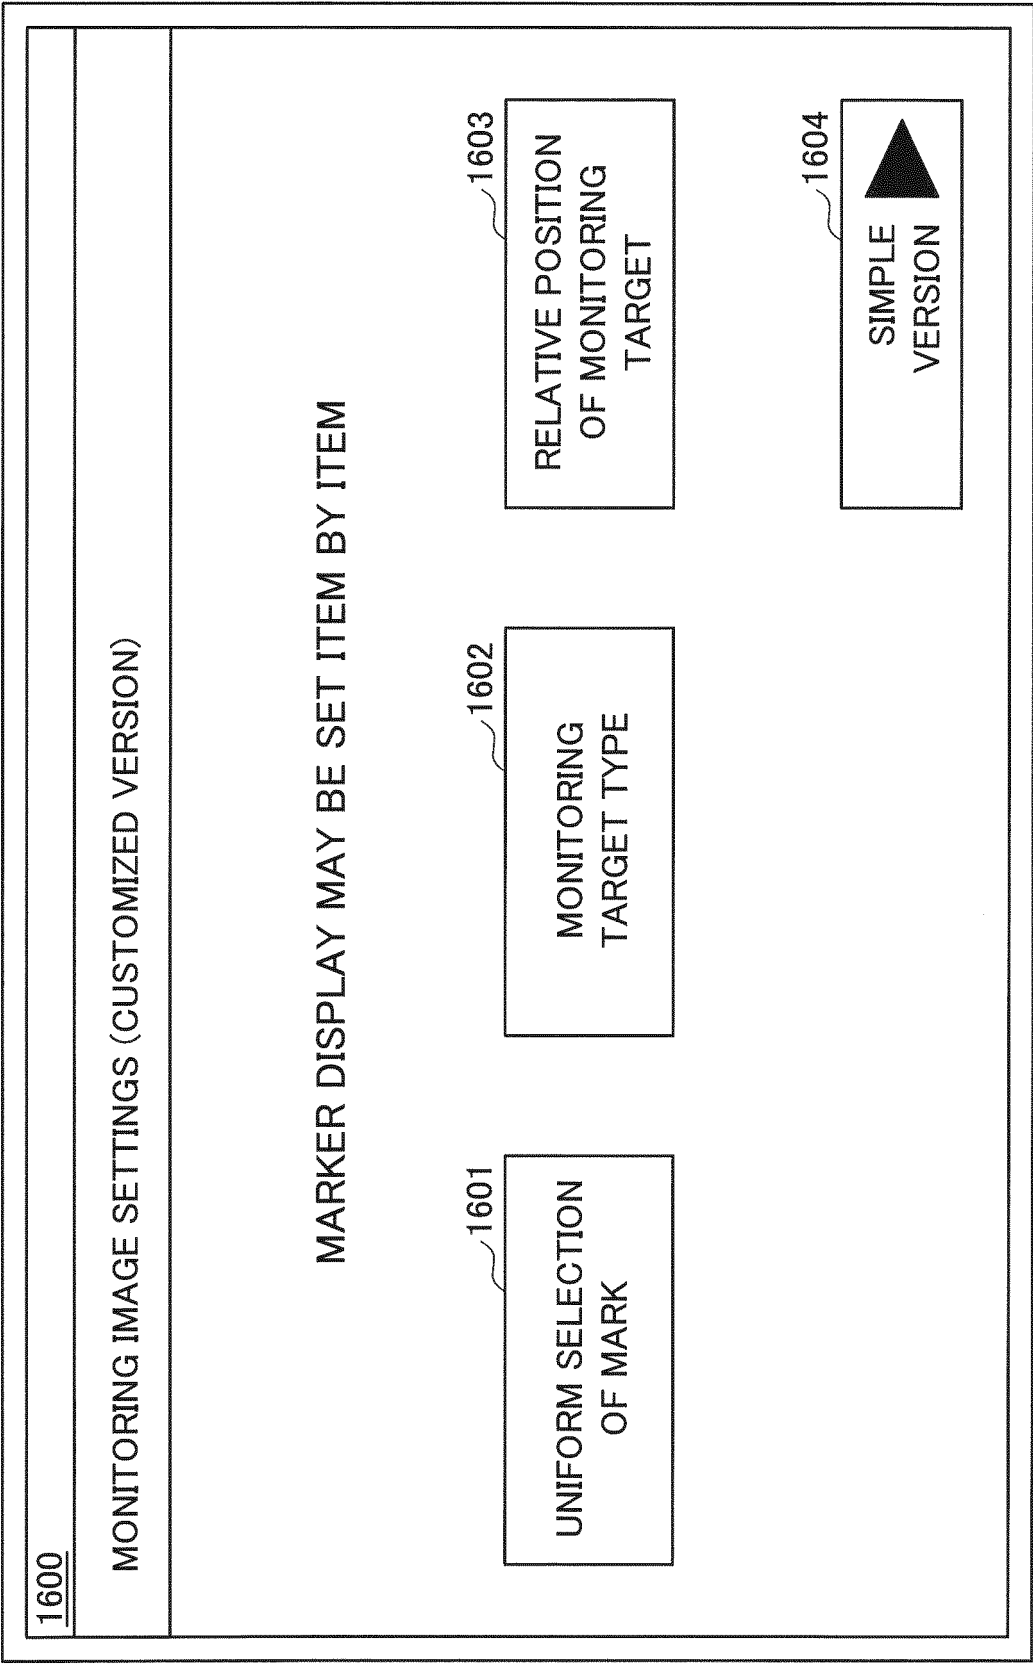 1600
MONITORING IMAGE SETTINGS (CUSTOMIZED VERSION)
MARKER DISPLAY MAY BE SET ITEM BY ITEM
1601
UNIFORM SELECTION
OF MARK
1602
MONITORING
TARGET TYPE
1603
RELATIVE POSITION
OF MONITORING
TARGET
1604
SIMPLE
VERSION